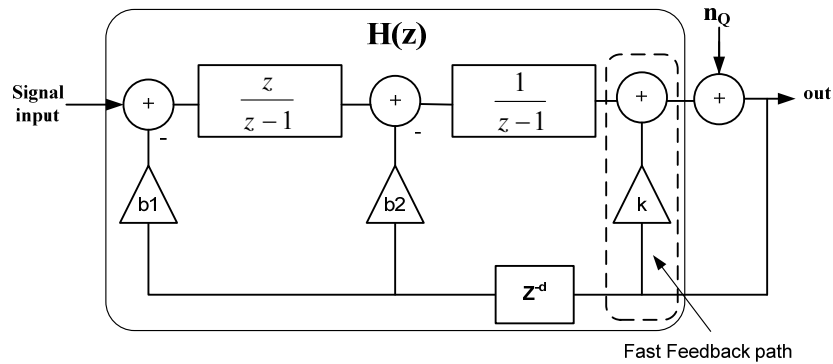 H(z)
n_Q
Signal
input
+
z
z − 1
+
1
z − 1
+
+
out
-
-
b1
b2
k
Z^-d
Fast Feedback path